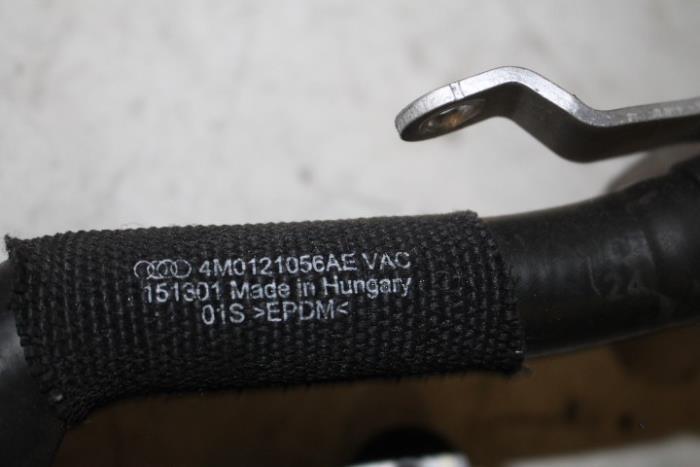 4M0121056AE VAC
151301 Made in Hungary
01S >EPDM<